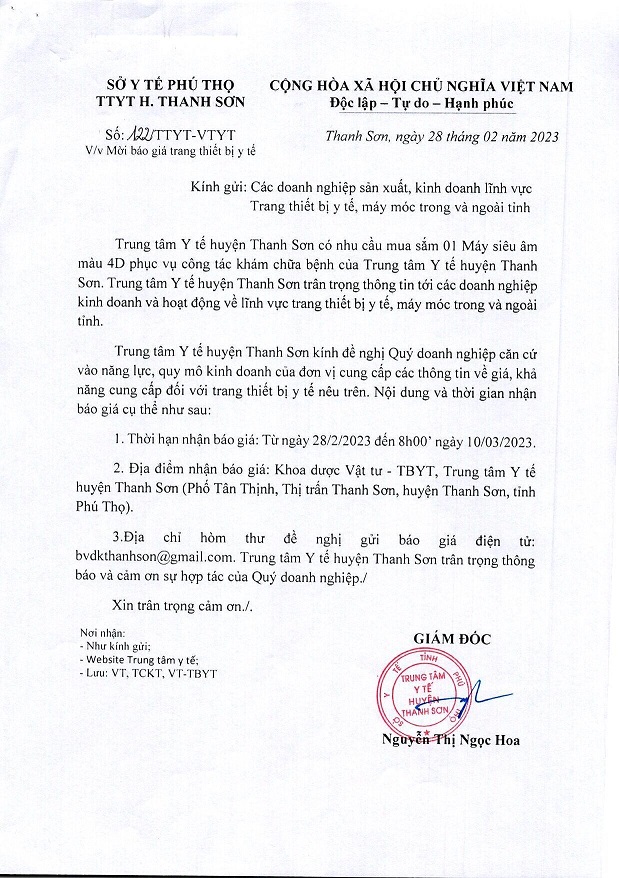 SỞ Y TẾ PHÚ THỌ
TTYT H. THANH SƠN
CỘNG HÒA XÃ HỘI CHỦ NGHĨA VIỆT NAM
Độc lập – Tự do – Hạnh phúc
Số: 122/TTYT-VTYT
V/v Mời báo giá trang thiết bị y tế
Thanh Sơn, ngày 28 tháng 02 năm 2023
Kính gửi: Các doanh nghiệp sản xuất, kinh doanh lĩnh vực
Trang thiết bị y tế, máy móc trong và ngoài tỉnh
Trung tâm Y tế huyện Thanh Sơn có nhu cầu mua sắm 01 Máy siêu âm
màu 4D phục vụ công tác khám chữa bệnh của Trung tâm Y tế huyện Thanh
Sơn. Trung tâm Y tế huyện Thanh Sơn trân trọng thông tin tới các doanh nghiệp
kinh doanh và hoạt động về lĩnh vực trang thiết bị y tế, máy móc trong và ngoài
tỉnh.
Trung tâm Y tế huyện Thanh Sơn kính đề nghị Quý doanh nghiệp căn cứ
vào năng lực, quy mô kinh doanh của đơn vị cung cấp các thông tin về giá, khả
năng cung cấp đối với trang thiết bị y tế nêu trên. Nội dung và thời gian nhận
báo giá cụ thể như sau:
1. Thời hạn nhận báo giá: Từ ngày 28/2/2023 đến 8h00’ ngày 10/03/2023.
2. Địa điểm nhận báo giá: Khoa dược Vật tư - TBYT, Trung tâm Y tế
huyện Thanh Sơn (Phố Tân Thịnh, Thị trấn Thanh Sơn, huyện Thanh Sơn, tỉnh
Phú Thọ).
3.Địa chỉ hòm thư đề nghị gửi báo giá điện tử:
bvdkthanhson@gmail.com. Trung tâm Y tế huyện Thanh Sơn trân trọng thông
báo và cảm ơn sự hợp tác của Quý doanh nghiệp./
Xin trân trọng cảm ơn./.
Nơi nhận:
- Như kính gửi;
- Website Trung tâm y tế;
- Lưu: VT, TCKT, VT-TBYT
GIÁM ĐỐC
SỞ Y TẾ TỈNH PHÚ THỌ
TRUNG TÂM
Y TẾ
HUYỆN
THANH SƠN
Nguyễn Thị Ngọc Hoa